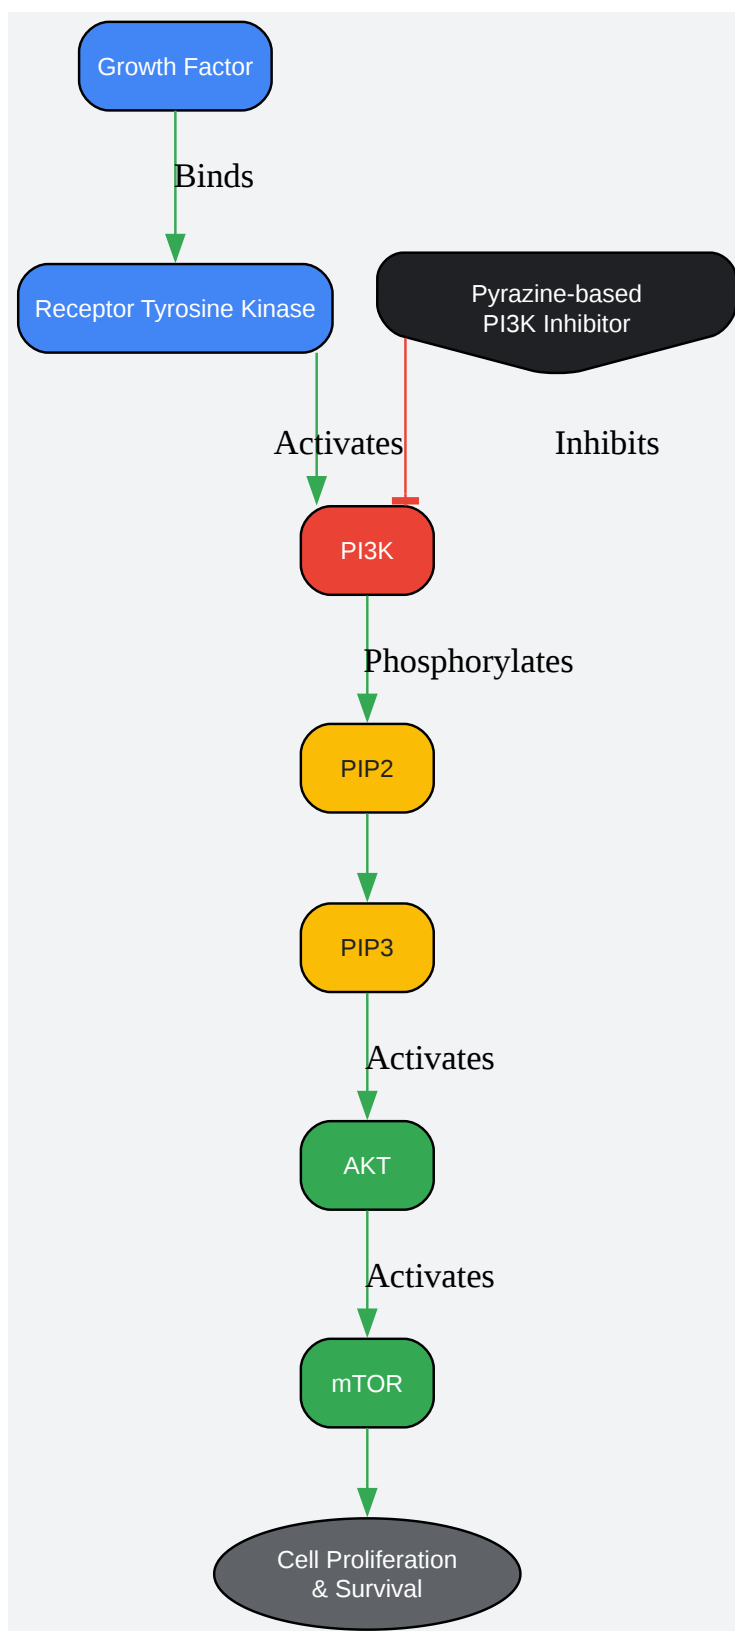 Growth Factor
Binds
Receptor Tyrosine Kinase
Pyrazine-based
PI3K Inhibitor
Activates
Inhibits
PI3K
Phosphorylates
PIP2
PIP3
Activates
AKT
Activates
mTOR
Cell Proliferation
& Survival